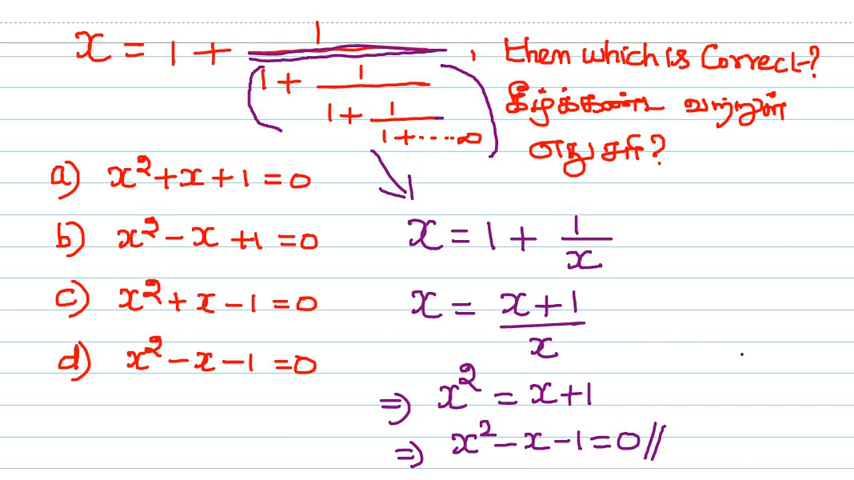 x = 1 + 1/(1 + 1/(1 + 1/(1 + ..... ∞))) , then which is Correct-?
கீழ்க்கண்ட வற்றுள்
எது சரி?
a) x² + x + 1 = 0
b) x² - x + 1 = 0
c) x² + x - 1 = 0
d) x² - x - 1 = 0
x = 1 + 1/x
x = (x + 1)/x
⇒ x² = x + 1
⇒ x² - x - 1 = 0 //